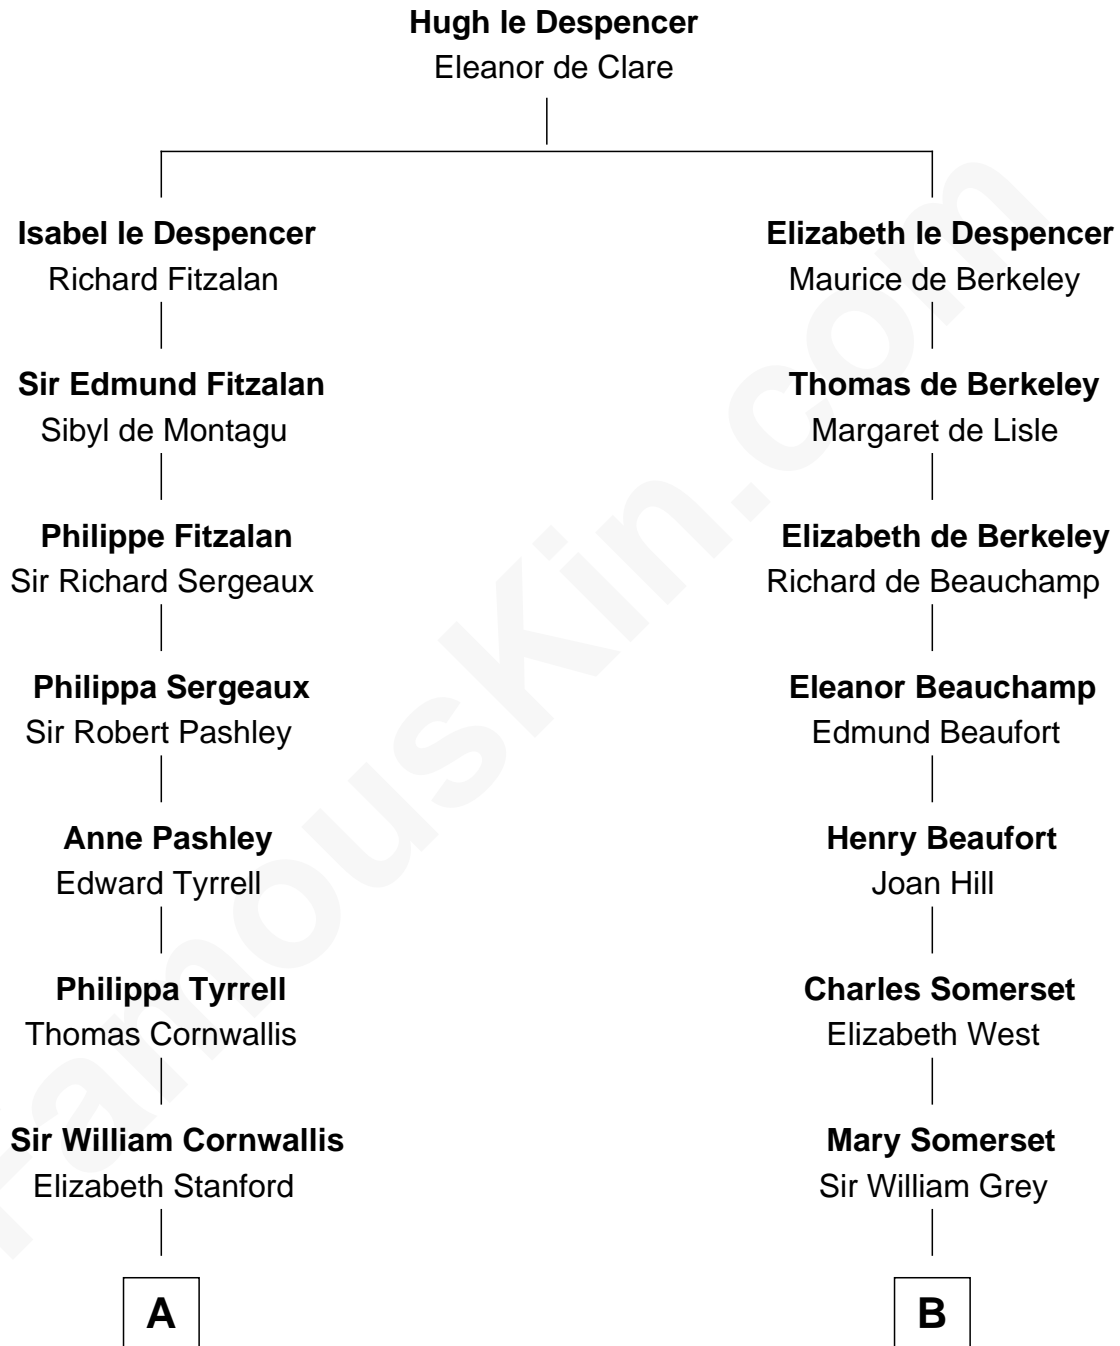 Hugh le Despencer
Eleanor de Clare
Isabel le Despencer
Richard Fitzalan
Elizabeth le Despencer
Maurice de Berkeley
Sir Edmund Fitzalan
Sibyl de Montagu
Thomas de Berkeley
Margaret de Lisle
Philippe Fitzalan
Sir Richard Sergeaux
Elizabeth de Berkeley
Richard de Beauchamp
Philippa Sergeaux
Sir Robert Pashley
Eleanor Beauchamp
Edmund Beaufort
Anne Pashley
Edward Tyrrell
Henry Beaufort
Joan Hill
Philippa Tyrrell
Thomas Cornwallis
Charles Somerset
Elizabeth West
Sir William Cornwallis
Elizabeth Stanford
Mary Somerset
Sir William Grey
A
B
FamousKin.com